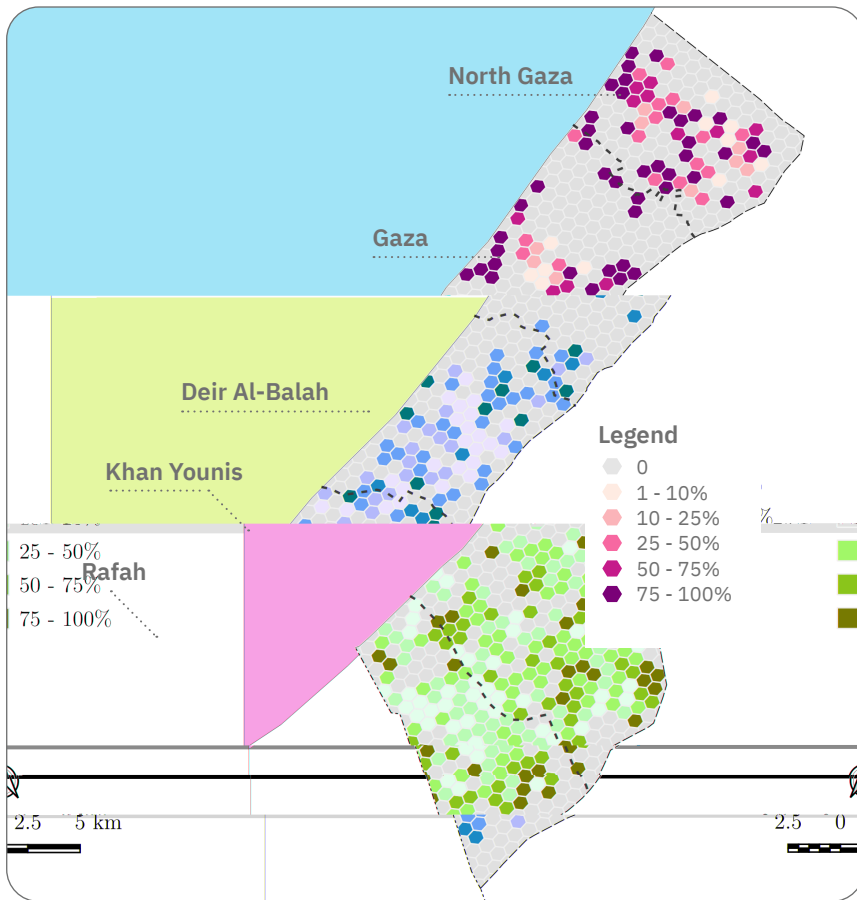 North Gaza
Gaza
Deir Al-Balah
Khan Younis
Rafah
Legend
0
1 - 10%
10 - 25%
25 - 50%
50 - 75%
75 - 100%
25 - 50%
50 - 75%
75 - 100%
2.5 5 km
2.5 0